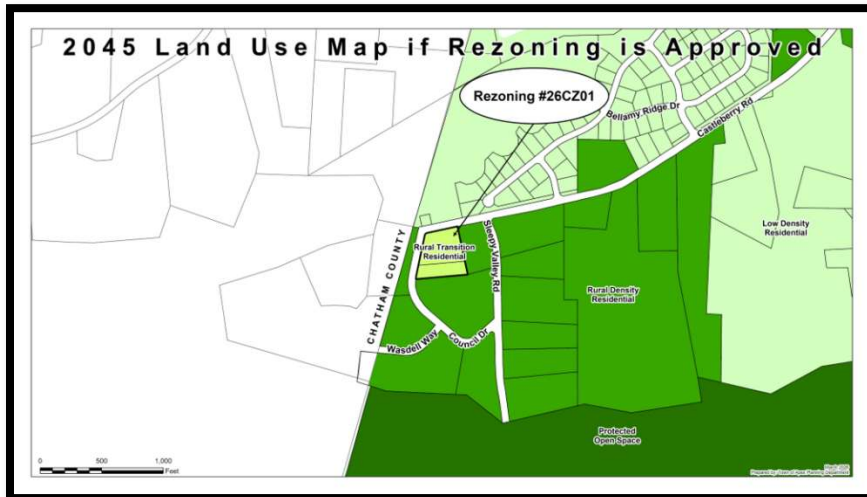 2045 Land Use Map if Rezoning is Approved
Rezoning #26CZ01
Bellamy Ridge Dr
Castleberry Rd
CHATHAM COUNTY
Rural Transition
Residential
Sleepy Valley Rd
Low Density
Residential
Rural Density
Residential
Wasdell Way
Council Dr
Protected
Open Space
0 500 1,000
Feet